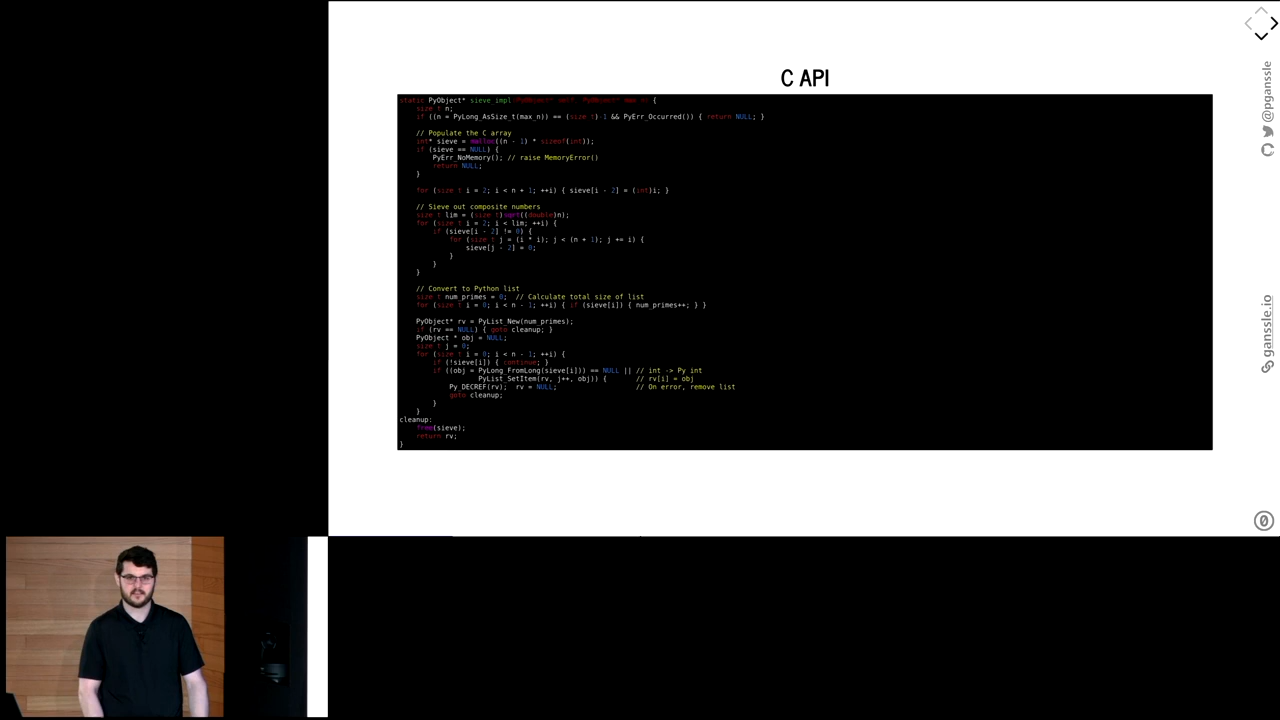 C API
static PyObject* sieve_impl(PyObject* self, PyObject* max_n) {
    size_t n;
    if ((n = PyLong_AsSize_t(max_n)) == (size_t)-1 && PyErr_Occurred()) { return NULL; }

    // Populate the C array
    int* sieve = malloc((n - 1) * sizeof(int));
    if (sieve == NULL) {
        PyErr_NoMemory(); // raise MemoryError()
        return NULL;
    }

    for (size_t i = 2; i < n + 1; ++i) { sieve[i - 2] = (int)i; }

    // Sieve out composite numbers
    size_t lim = (size_t)sqrt((double)n);
    for (size_t i = 2; i < lim; ++i) {
        if (sieve[i - 2] != 0) {
            for (size_t j = (i * i); j < (n + 1); j += i) {
                sieve[j - 2] = 0;
            }
        }
    }

    // Convert to Python list
    size_t num_primes = 0;  // Calculate total size of list
    for (size_t i = 0; i < n - 1; ++i) { if (sieve[i]) { num_primes++; } }

    PyObject* rv = PyList_New(num_primes);
    if (rv == NULL) { goto cleanup; }
    PyObject * obj = NULL;
    size_t j = 0;
    for (size_t i = 0; i < n - 1; ++i) {
        if (!sieve[i]) { continue; }
        if ((obj = PyLong_FromLong(sieve[i])) == NULL || // int -> Py int
                   PyList_SetItem(rv, j++, obj)) {       // rv[i] = obj
            Py_DECREF(rv);  rv = NULL;                   // On error, remove list
            goto cleanup;
        }
    }
cleanup:
    free(sieve);
    return rv;
}
@pganssle
ganssle.io
0